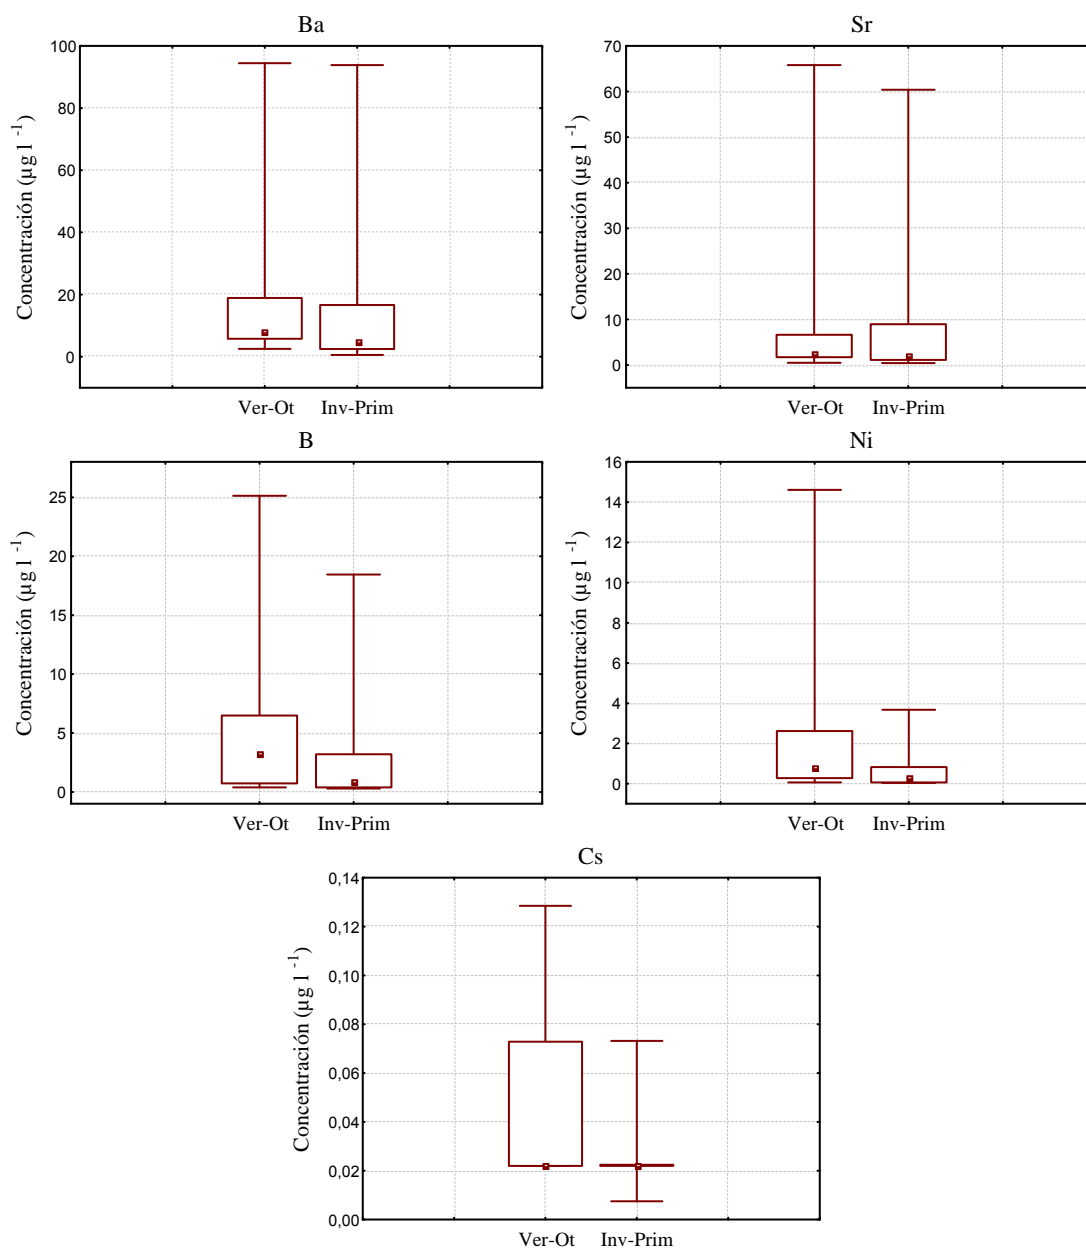 Ba
Concentración (µg l -1)
100
80
60
40
20
0
Ver-Ot
Inv-Prim
Sr
Concentración (µg l -1)
70
60
50
40
30
20
10
0
Ver-Ot
Inv-Prim
B
Concentración (µg l -1)
25
20
15
10
5
0
Ver-Ot
Inv-Prim
Ni
Concentración (µg l -1)
16
14
12
10
8
6
4
2
0
Ver-Ot
Inv-Prim
Cs
Concentración (µg l -1)
0,14
0,12
0,10
0,08
0,06
0,04
0,02
0,00
Ver-Ot
Inv-Prim